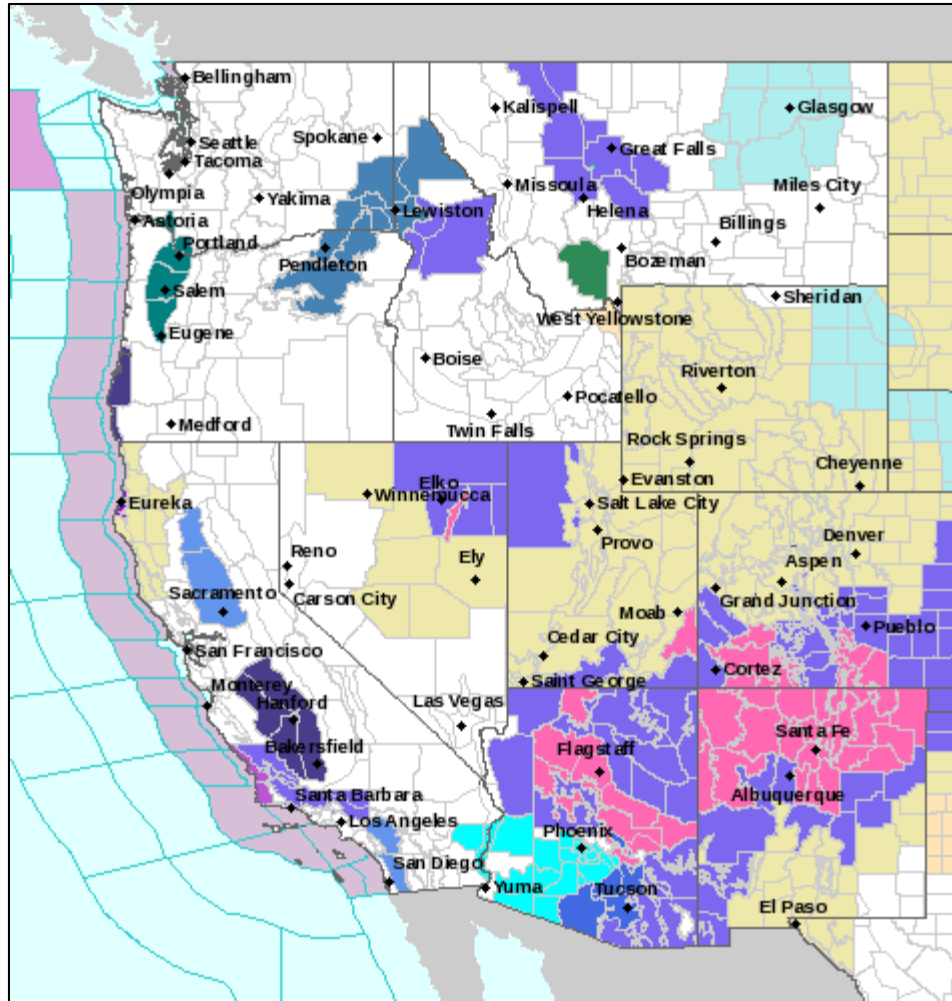 Bellingham
Kalispell
Glasgow
Spokane
Seattle
Great Falls
Tacoma
Missoula
Miles City
Olympia
Yakima
Helena
Lewiston
Astoria
Billings
Portland
Bozeman
Pendleton
Salem
Sheridan
West Yellowstone
Eugene
Boise
Riverton
Pocatello
Medford
Twin Falls
Rock Springs
Cheyenne
Elko
Evanston
Winnemucca
Eureka
Salt Lake City
Denver
Provo
Reno
Ely
Aspen
Sacramento
Carson City
Grand Junction
Moab
Pueblo
Cedar City
San Francisco
Cortez
Monterey
Saint George
Hanford
Las Vegas
Santa Fe
Bakersfield
Flagstaff
Santa Barbara
Albuquerque
Los Angeles
Phoenix
San Diego
Yuma
Tucson
El Paso